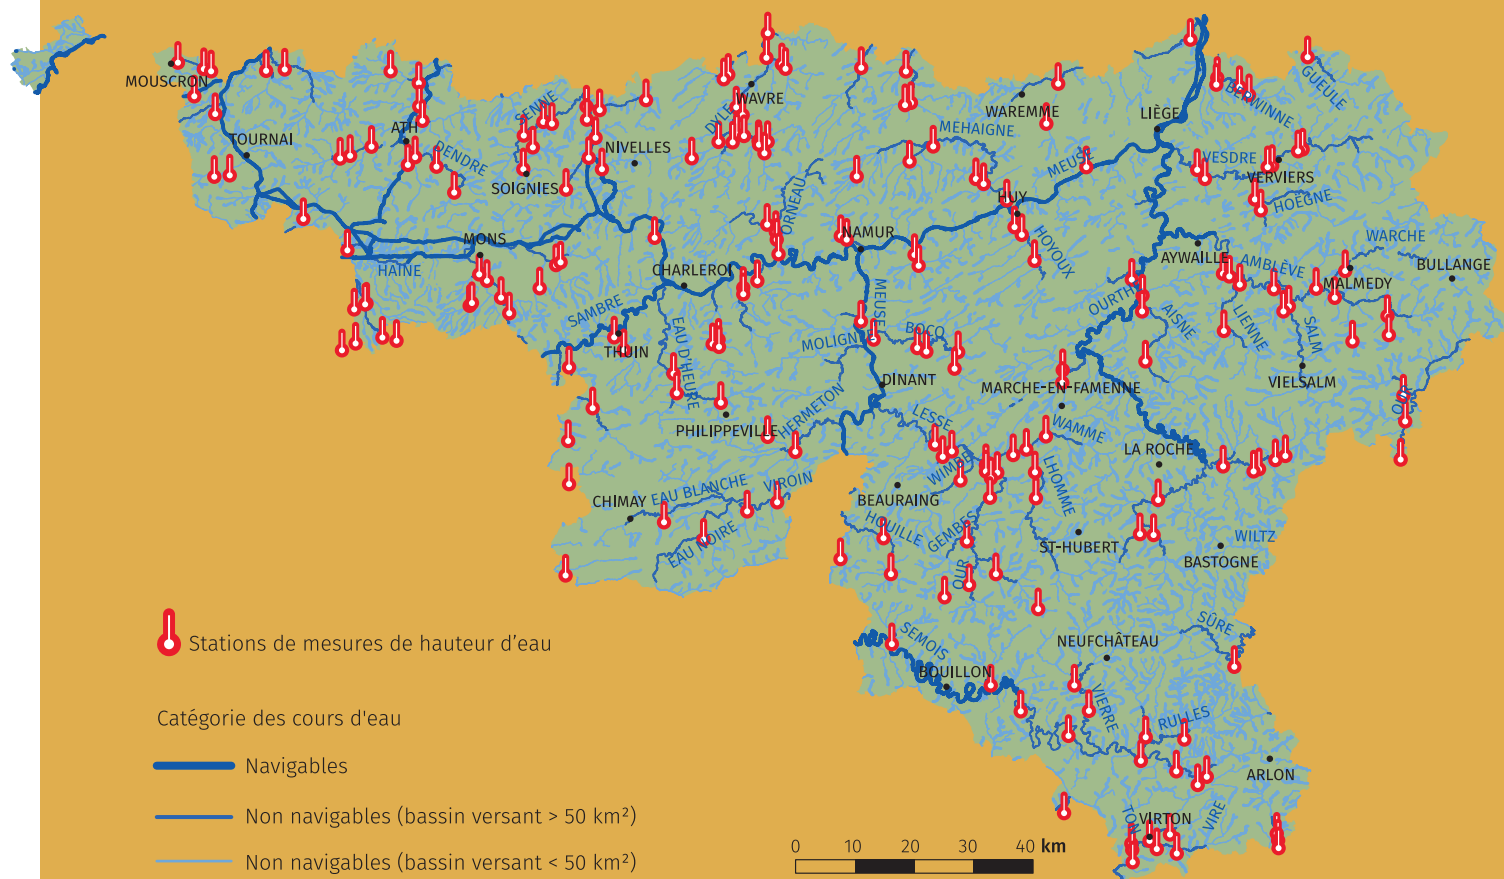 MOUSCRON
TOURNAI
ATH
DENDRE
SENNE
SOIGNIES
NIVELLES
DYLE
WAVRE
ORNEAU
MEHAIGNE
WAREMME
LIÈGE
BERWINNE
GUEULE
VESDRE
VERVIERS
HOËGNE
MEUSE
HUY
HOYOUX
NAMUR
MONS
HAINE
CHARLEROI
SAMBRE
THUIN
EAU D'HEURE
MEUSE
BOCQ
DINANT
AYWAILLE
AMBLÈVE
WARCHE
BULLANGE
MALMEDY
AISNE
LIENNE
SALM
VIELSALM
MARCHE-EN-FAMENNE
PHILIPPEVILLE
HERMETON
LESSE
WAMME
WIMBE
LHOMME
LA ROCHE
CHIMAY
EAU BLANCHE
VIROIN
EAU NOIRE
BEAURAING
HOUILLE
GEMBES
OUR
ST-HUBERT
WILTZ
BASTOGNE
SÛRE
SEMOIS
BOUILLON
NEUFCHÂTEAU
VIERRE
RULLES
ARLON
TON
VIRTON
VIRE
Stations de mesures de hauteur d'eau
Catégorie des cours d'eau
Navigables
Non navigables (bassin versant > 50 km²)
Non navigables (bassin versant < 50 km²)
0 10 20 30 40 km